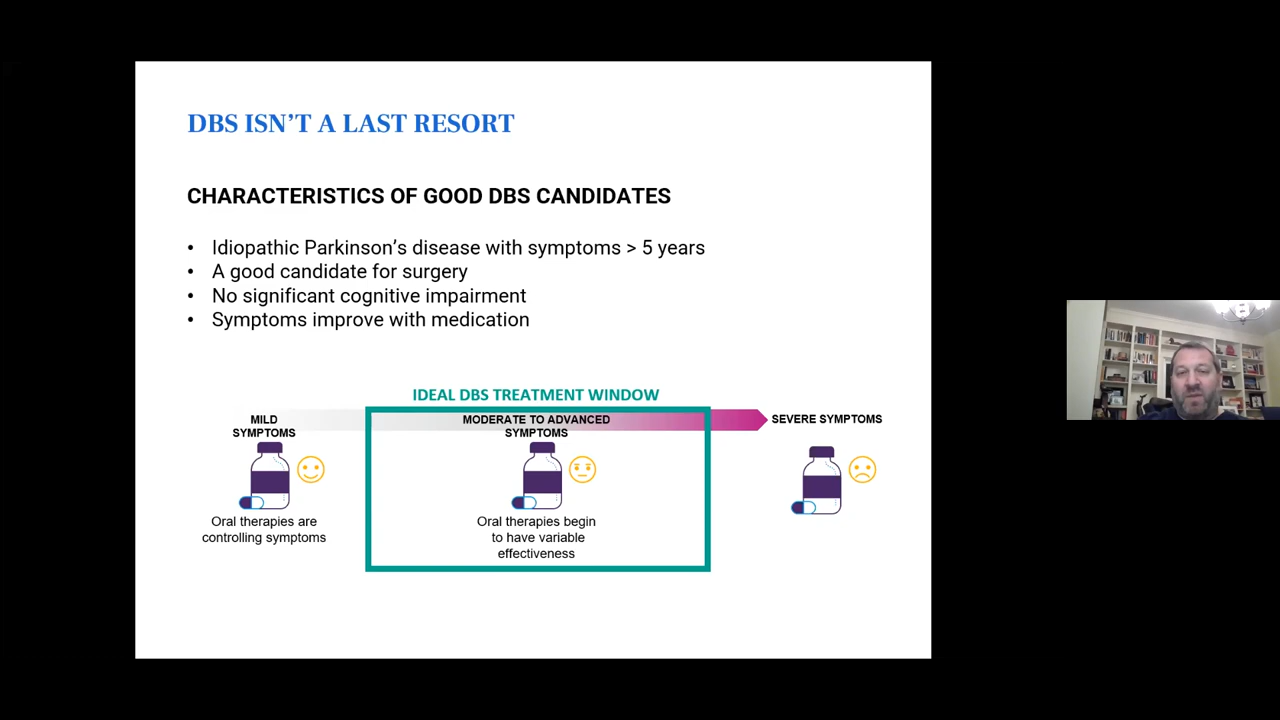 DBS ISN'T A LAST RESORT
CHARACTERISTICS OF GOOD DBS CANDIDATES
• Idiopathic Parkinson's disease with symptoms > 5 years
• A good candidate for surgery
• No significant cognitive impairment
• Symptoms improve with medication
IDEAL DBS TREATMENT WINDOW
MILD
SYMPTOMS
Oral therapies are
controlling symptoms
MODERATE TO ADVANCED
SYMPTOMS
Oral therapies begin
to have variable
effectiveness
SEVERE SYMPTOMS